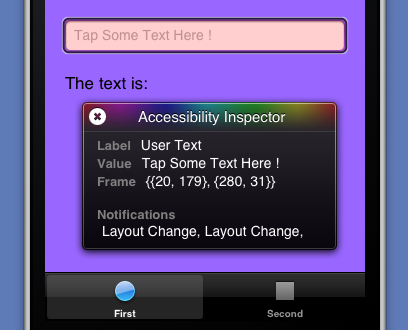 Tap Some Text Here !
The text is:
Accessibility Inspector
Label User Text
Value Tap Some Text Here !
Frame {{20, 179}, {280, 31}}
Notifications
Layout Change, Layout Change,
First Second